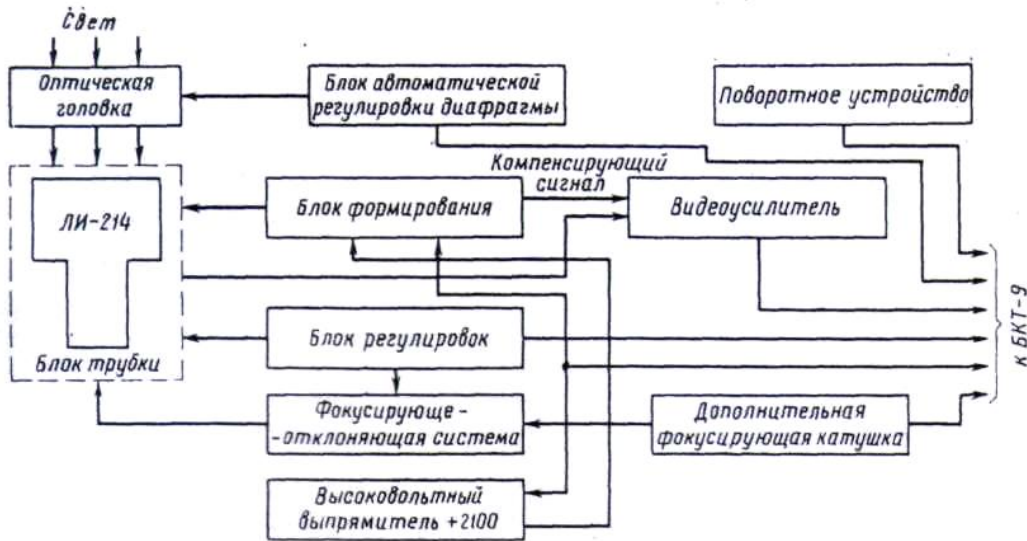 Свет
Оптическая
головка
Блок автоматической
регулировки диафрагмы
Поворотное устройство
Компенсирующий
сигнал
ЛИ-214
Блок формирования
Видеоусилитель
Блок регулировок
Блок трубки
Фокусирующе-
-отклоняющая система
Дополнительная
фокусирующая катушка
Высоковольтный
выпрямитель +2100
к БКТ-9